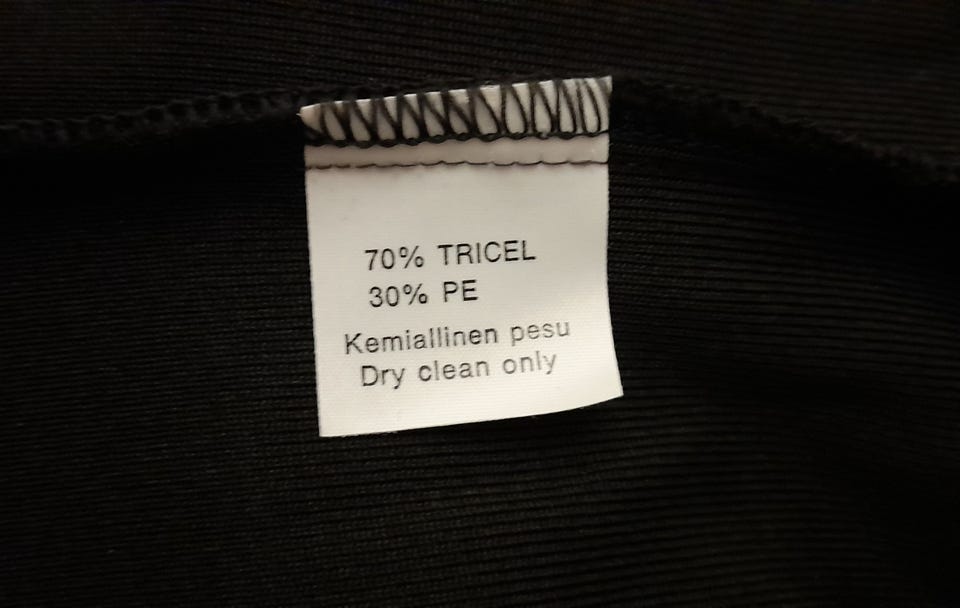 70% TRICEL
30% PE
Kemiallinen pesu
Dry clean only